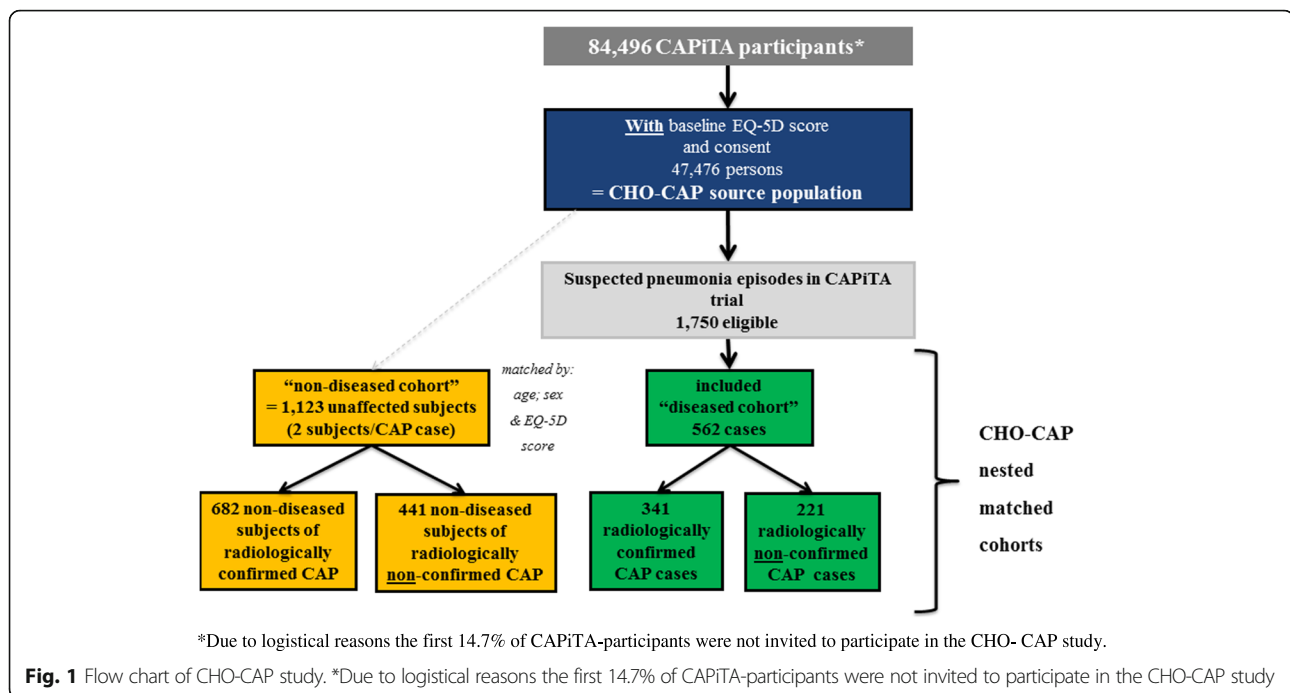 84,496 CAPiTA participants*
With baseline EQ-5D score
and consent
47,476 persons
= CHO-CAP source population
Suspected pneumonia episodes in CAPiTA
trial
1,750 eligible
“non-diseased cohort”
= 1,123 unaffected subjects
(2 subjects/CAP case)
matched by:
age; sex
& EQ-5D
score
included
“diseased cohort”
562 cases
682 non-diseased
subjects of
radiologically
confirmed CAP
441 non-diseased
subjects of
radiologically
non-confirmed CAP
341
radiologically
confirmed
CAP cases
221
radiologically
non-confirmed
CAP cases
CHO-CAP
nested
matched
cohorts
*Due to logistical reasons the first 14.7% of CAPiTA-participants were not invited to participate in the CHO- CAP study.
Fig. 1 Flow chart of CHO-CAP study. *Due to logistical reasons the first 14.7% of CAPiTA-participants were not invited to participate in the CHO-CAP study